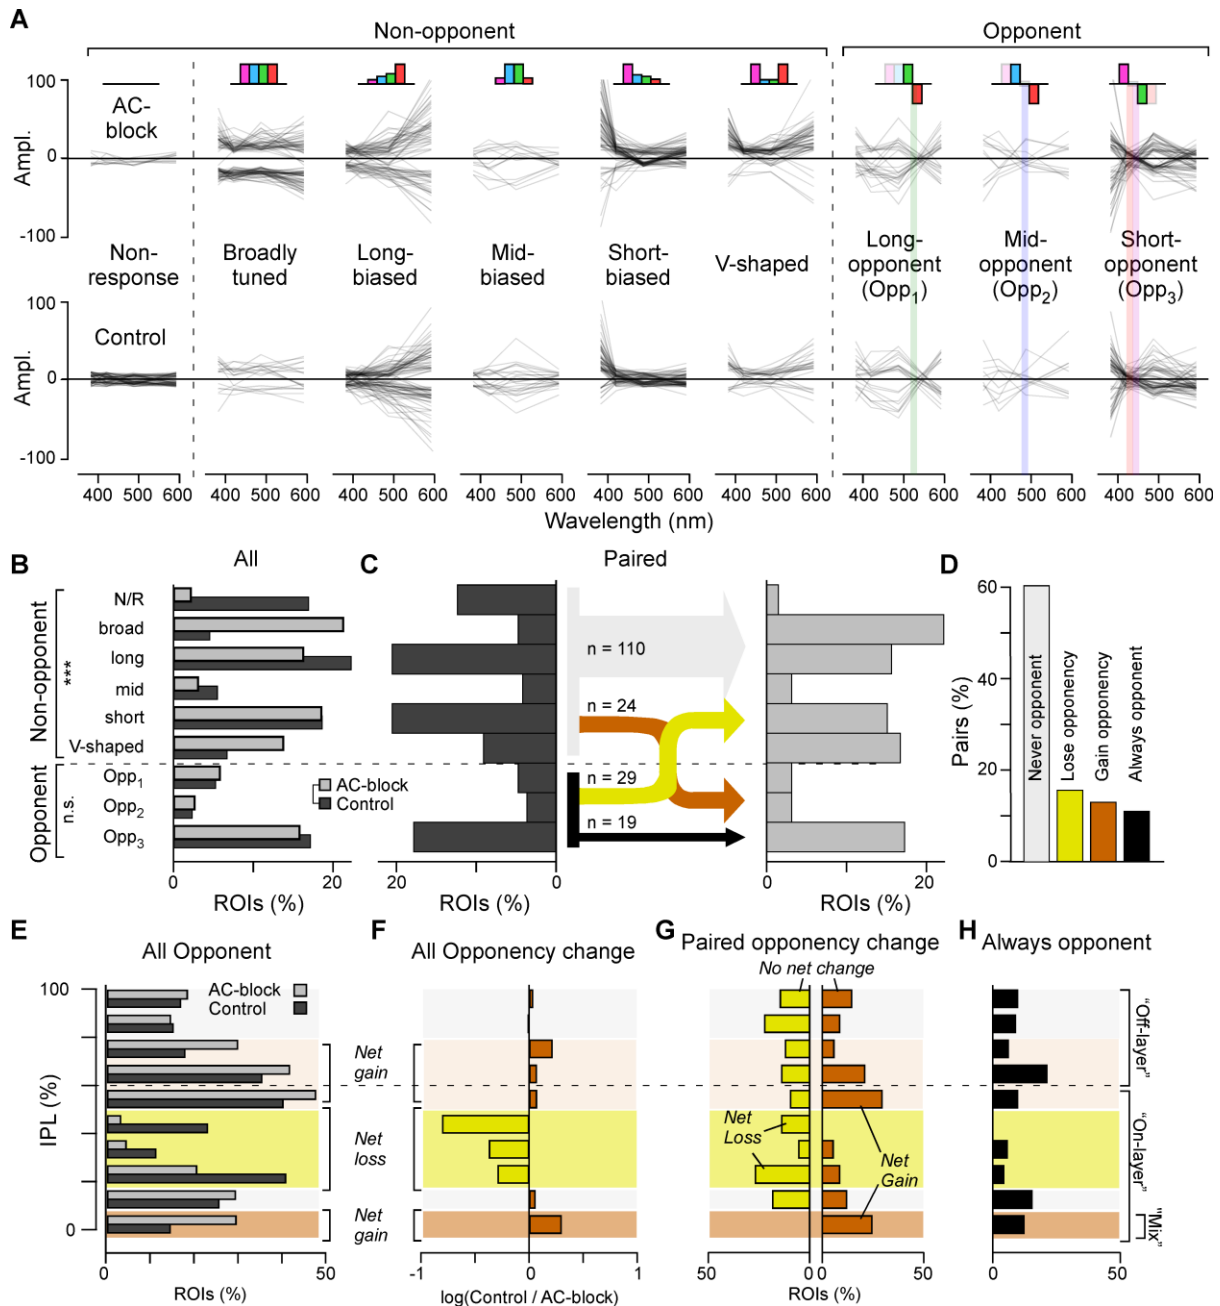 A
Non-opponent
Opponent
100
AC-
block
Ampl.
0
-100
Non-
response
Broadly
tuned
Long-
biased
Mid-
biased
Short-
biased
V-shaped
Long-
opponent
(Opp1)
Mid-
opponent
(Opp2)
Short-
opponent
(Opp3)
100
Control
Ampl.
0
-100
400 500 600
400 500 600
400 500 600
400 500 600
400 500 600
400 500 600
400 500 600
400 500 600
400 500 600
Wavelength (nm)
B
All
Non-opponent
***
N/R
broad
long
mid
short
V-shaped
Opponent
n.s.
Opp1
Opp2
Opp3
AC-block
Control
0 20
ROIs (%)
C
Paired
n = 110
n = 24
n = 29
n = 19
20 0
ROIs (%)
0 20
ROIs (%)
D
60
40
20
0
Pairs (%)
Never opponent
Lose opponency
Gain opponency
Always opponent
E
All Opponent
100
AC-block
Control
IPL (%)
0
0 50
ROIs (%)
Net
gain
Net
loss
Net
gain
F
All Opponency change
-1 0 1
log(Control / AC-block)
G
Paired opponency change
No net change
Net
Loss
Net
Gain
50 0 0 50
ROIs (%)
H
Always opponent
"Off-layer"
"On-layer"
"Mix"
0 50